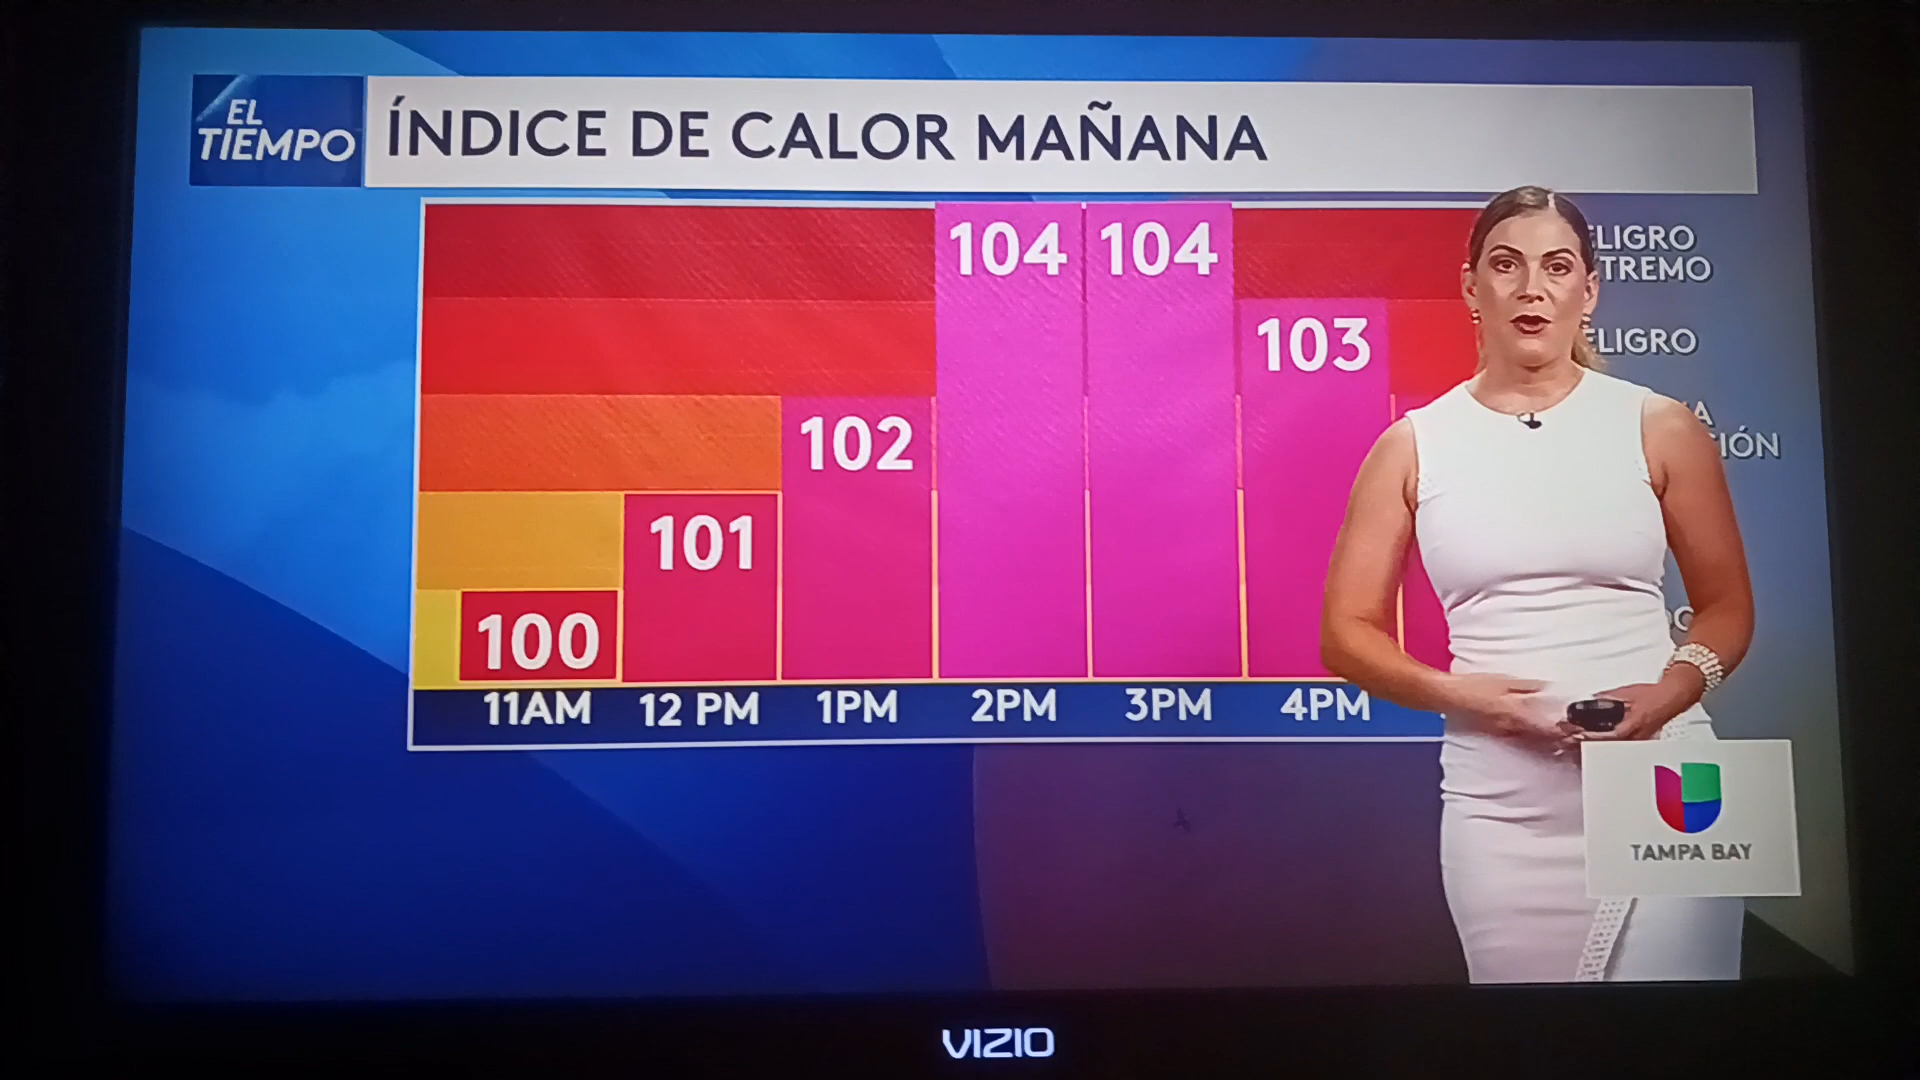 EL
TIEMPO
ÍNDICE DE CALOR MAÑANA
104 104
103
102
101
100
11AM 12 PM 1PM 2PM 3PM 4PM
TAMPA BAY
VIZIO